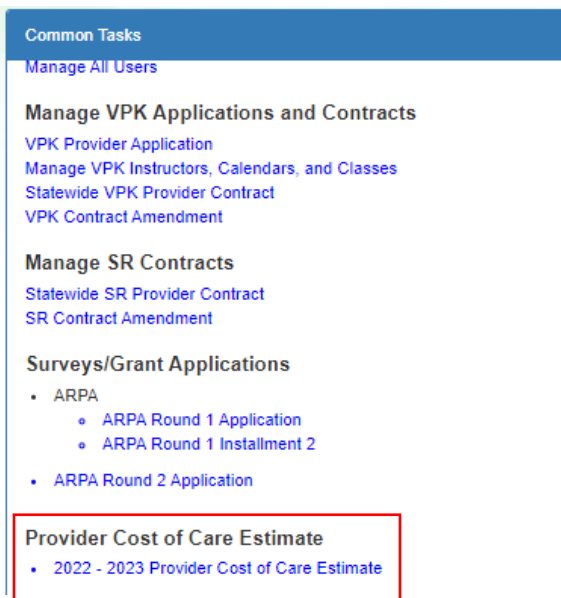 Common Tasks
Manage All Users
Manage VPK Applications and Contracts
VPK Provider Application
Manage VPK Instructors, Calendars, and Classes
Statewide VPK Provider Contract
VPK Contract Amendment
Manage SR Contracts
Statewide SR Provider Contract
SR Contract Amendment
Surveys/Grant Applications
ARPA
ARPA Round 1 Application
ARPA Round 1 Installment 2
ARPA Round 2 Application
Provider Cost of Care Estimate
2022 - 2023 Provider Cost of Care Estimate